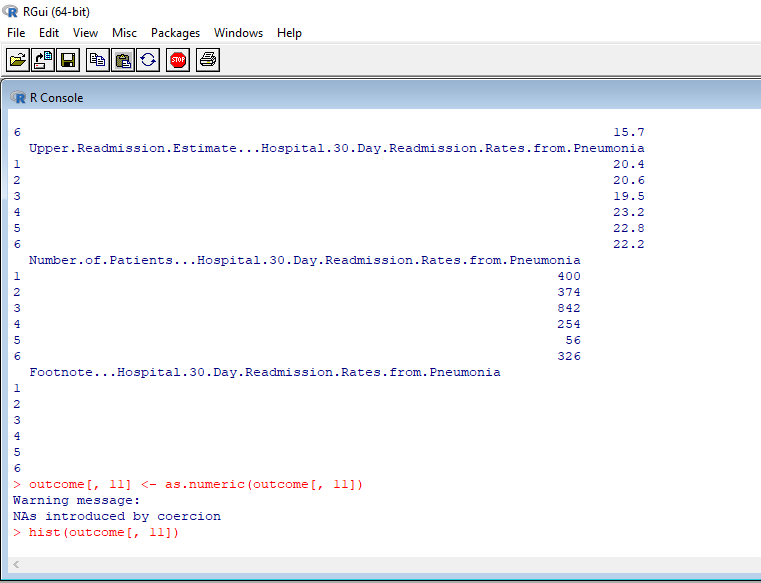 RGui (64-bit)
File Edit View Misc Packages Windows Help
STOP
R Console
6 15.7
Upper.Readmission.Estimate...Hospital.30.Day.Readmission.Rates.from.Pneumonia
1 20.4
2 20.6
3 19.5
4 23.2
5 22.8
6 22.2
Number.of.Patients...Hospital.30.Day.Readmission.Rates.from.Pneumonia
1 400
2 374
3 842
4 254
5 56
6 326
Footnote...Hospital.30.Day.Readmission.Rates.from.Pneumonia
1
2
3
4
5
6
> outcome[, 11] <- as.numeric(outcome[, 11])
Warning message:
NAs introduced by coercion
> hist(outcome[, 11])